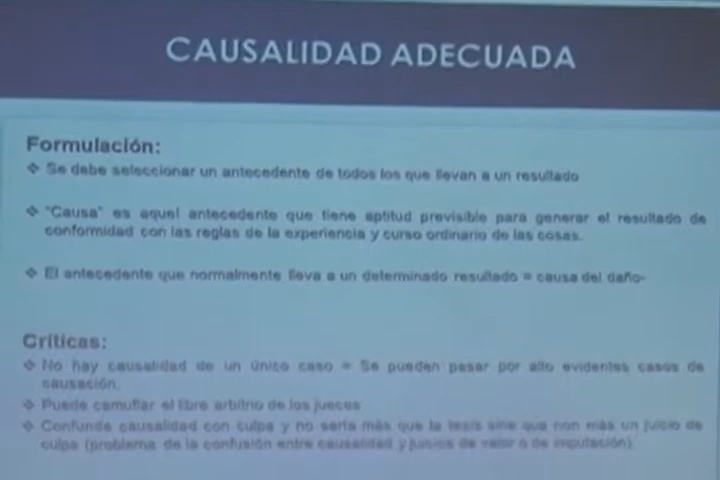 CAUSALIDAD ADECUADA
Formulación:
❖ Se debe seleccionar un antecedente de todos los que llevan a un resultado
❖ "Causa" es aquel antecedente que tiene aptitud previsible para generar el resultado de
conformidad con las reglas de la experiencia y curso ordinario de las cosas.
❖ El antecedente que normalmente lleva a un determinado resultado = causa del daño-
Críticas:
❖ No hay causalidad de un único caso = Se pueden pasar por alto evidentes casos de
causación.
❖ Puede camuflar el libre arbitrio de los jueces
❖ Confunde causalidad con culpa y no sería más que la tesis sine qua non más un juicio de
culpa (problema de la confusión entre causalidad y juicios de valor o de imputación).